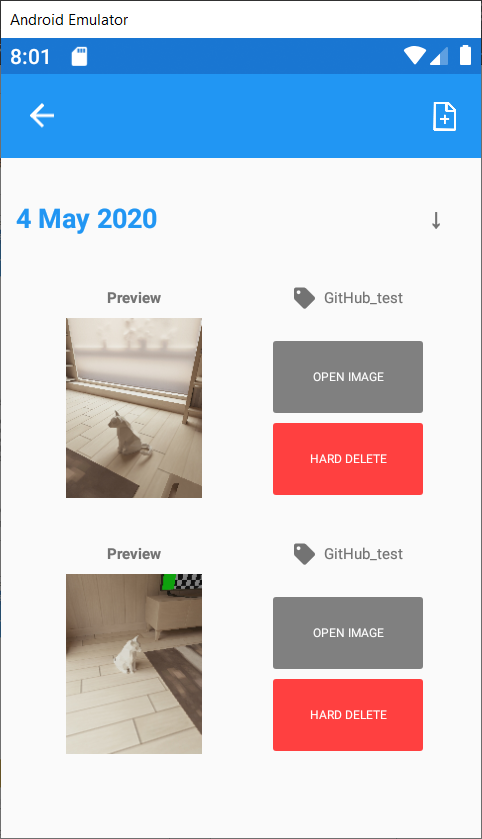 Android Emulator
8:01
4 May 2020
Preview
GitHub_test
OPEN IMAGE
HARD DELETE
Preview
GitHub_test
OPEN IMAGE
HARD DELETE